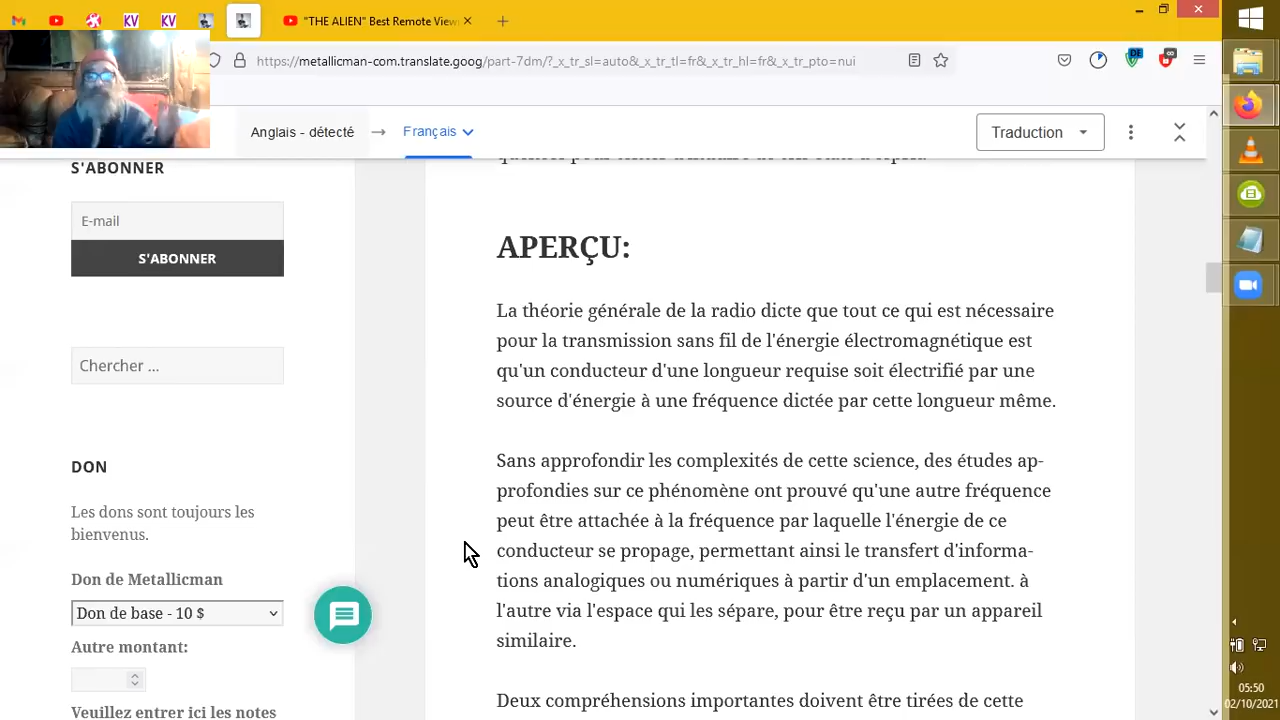 KV
KV
"THE ALIEN" Best Remote View
https://metallicman-com.translate.goog/part-7dm/?_x_tr_sl=auto&_x_tr_tl=fr&_x_tr_hl=fr&_x_tr_pto=nui
DE
Anglais - détecté
Français
Traduction
S'ABONNER
E-mail
S'ABONNER
Chercher ...
DON
Les dons sont toujours les
bienvenus.
Don de Metallicman
Don de base - 10 $
Autre montant:
Veuillez entrer ici les notes
APERÇU:
La théorie générale de la radio dicte que tout ce qui est nécessaire
pour la transmission sans fil de l'énergie électromagnétique est
qu'un conducteur d'une longueur requise soit électrifié par une
source d'énergie à une fréquence dictée par cette longueur même.
Sans approfondir les complexités de cette science, des études ap-
profondies sur ce phénomène ont prouvé qu'une autre fréquence
peut être attachée à la fréquence par laquelle l'énergie de ce
conducteur se propage, permettant ainsi le transfert d'informa-
tions analogiques ou numériques à partir d'un emplacement. à
l'autre via l'espace qui les sépare, pour être reçu par un appareil
similaire.
Deux compréhensions importantes doivent être tirées de cette
05:50
02/10/2021